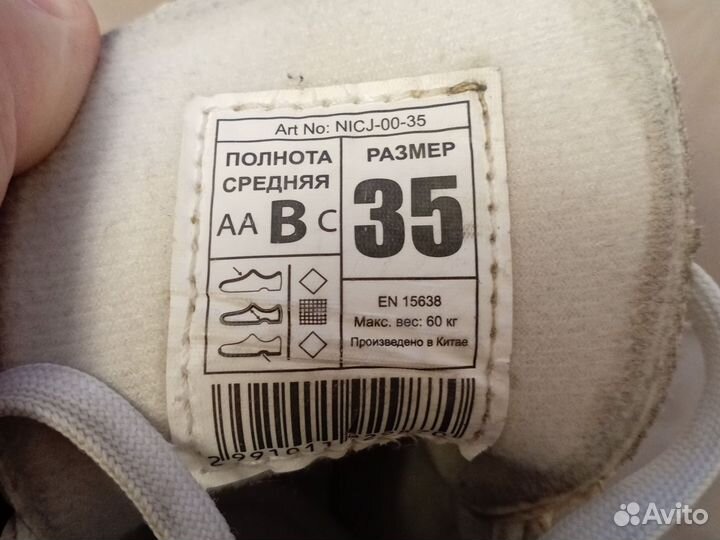 Art No: NICJ-00-35
ПОЛНОТА
СРЕДНЯЯ
AA B C
РАЗМЕР
35
EN 15638
Макс. вес: 60 кг
Произведено в Китае
Avito